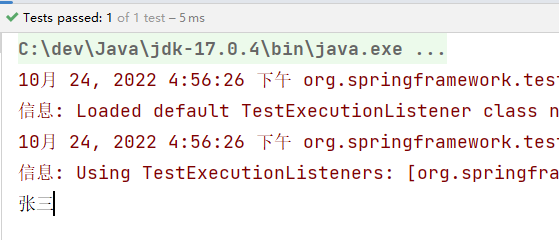 Tests passed: 1 of 1 test – 5 ms
C:\dev\Java\jdk-17.0.4\bin\java.exe ...
10月 24, 2022 4:56:26 下午 org.springframework.test
信息: Loaded default TestExecutionListener class n
10月 24, 2022 4:56:26 下午 org.springframework.tes
信息: Using TestExecutionListeners: [org.springfra
张三